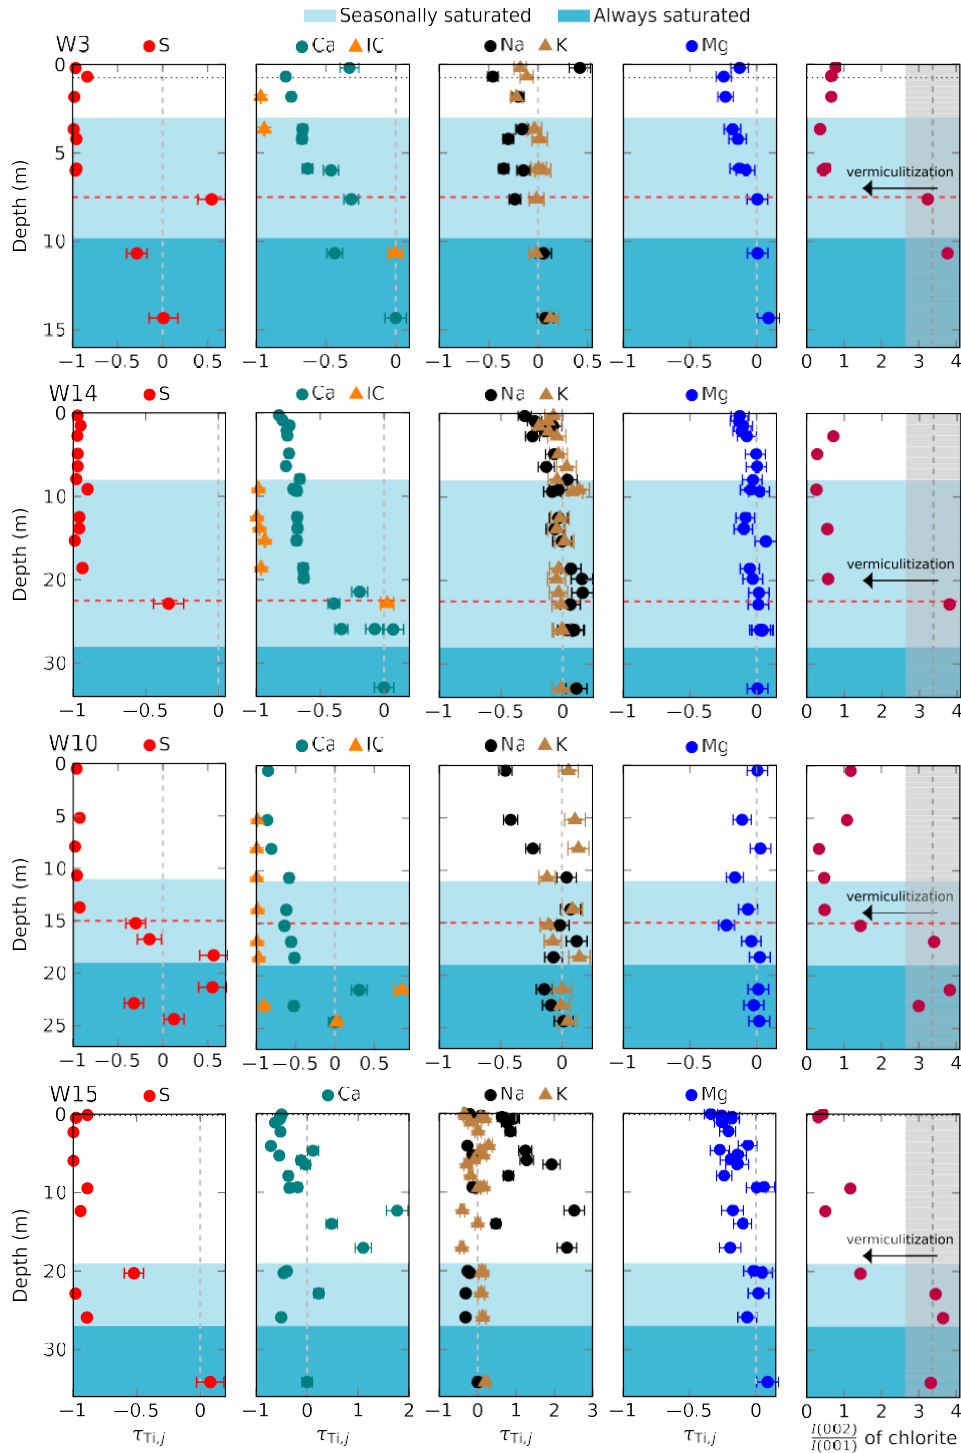 Seasonally saturated Always saturated
W3 S Ca IC Na K Mg
0
5
10
15
Depth (m)
vermiculitization
−1 −0.5 0 0.5 −1 −0.5 0 −1 −0.5 0 0.5 −1 −0.5 0 0 1 2 3 4
W14 S Ca IC Na K Mg
0
10
20
30
Depth (m)
vermiculitization
−1 −0.5 0 −1 −0.5 0 −1 −0.5 0 −1 −0.5 0 0 1 2 3 4
W10 S Ca IC Na K Mg
0
5
10
15
20
25
Depth (m)
vermiculitization
−1 −0.5 0 0.5 −1 −0.5 0 0.5 −1 −0.5 0 −1 −0.5 0 0 1 2 3 4
W15 S Ca Na K Mg
0
10
20
30
Depth (m)
vermiculitization
−1 −0.5 0 −1 0 1 2 −1 0 1 2 3 −1 −0.5 0 0 1 2 3 4
τTi,j τTi,j τTi,j τTi,j I(002)/I(001) of chlorite